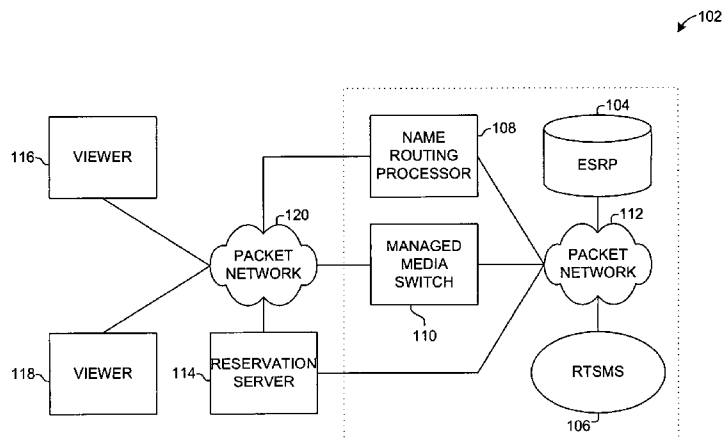 102
116
VIEWER
NAME
ROUTING
PROCESSOR
108
104
ESRP
120
PACKET
NETWORK
MANAGED
MEDIA
SWITCH
110
112
PACKET
NETWORK
118
VIEWER
114
RESERVATION
SERVER
RTSMS
106